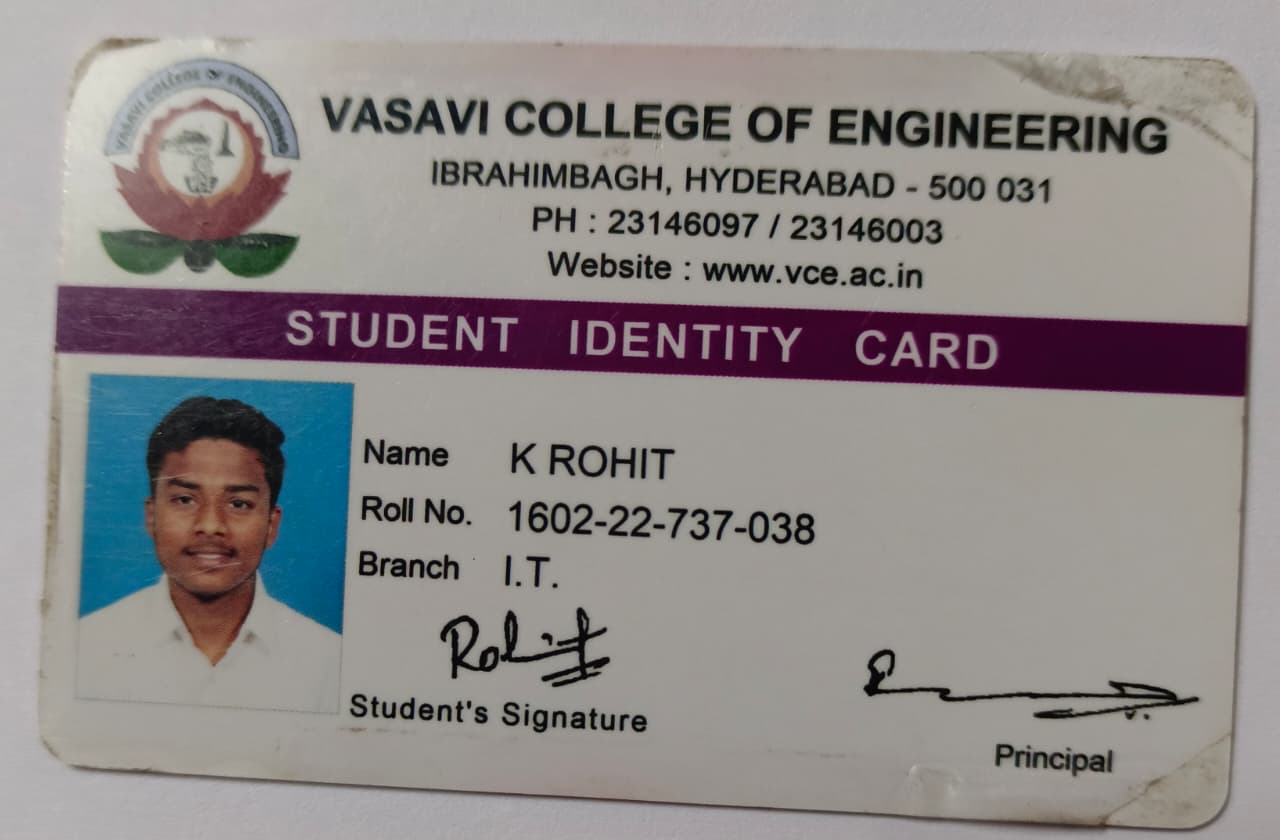 VASAVI COLLEGE OF ENGINEERING
VASAVI COLLEGE OF ENGINEERING
IBRAHIMBAGH, HYDERABAD - 500 031
PH : 23146097 / 23146003
Website : www.vce.ac.in
STUDENT IDENTITY CARD
Name K ROHIT
Roll No. 1602-22-737-038
Branch I.T.
Rohit
Student's Signature
Principal